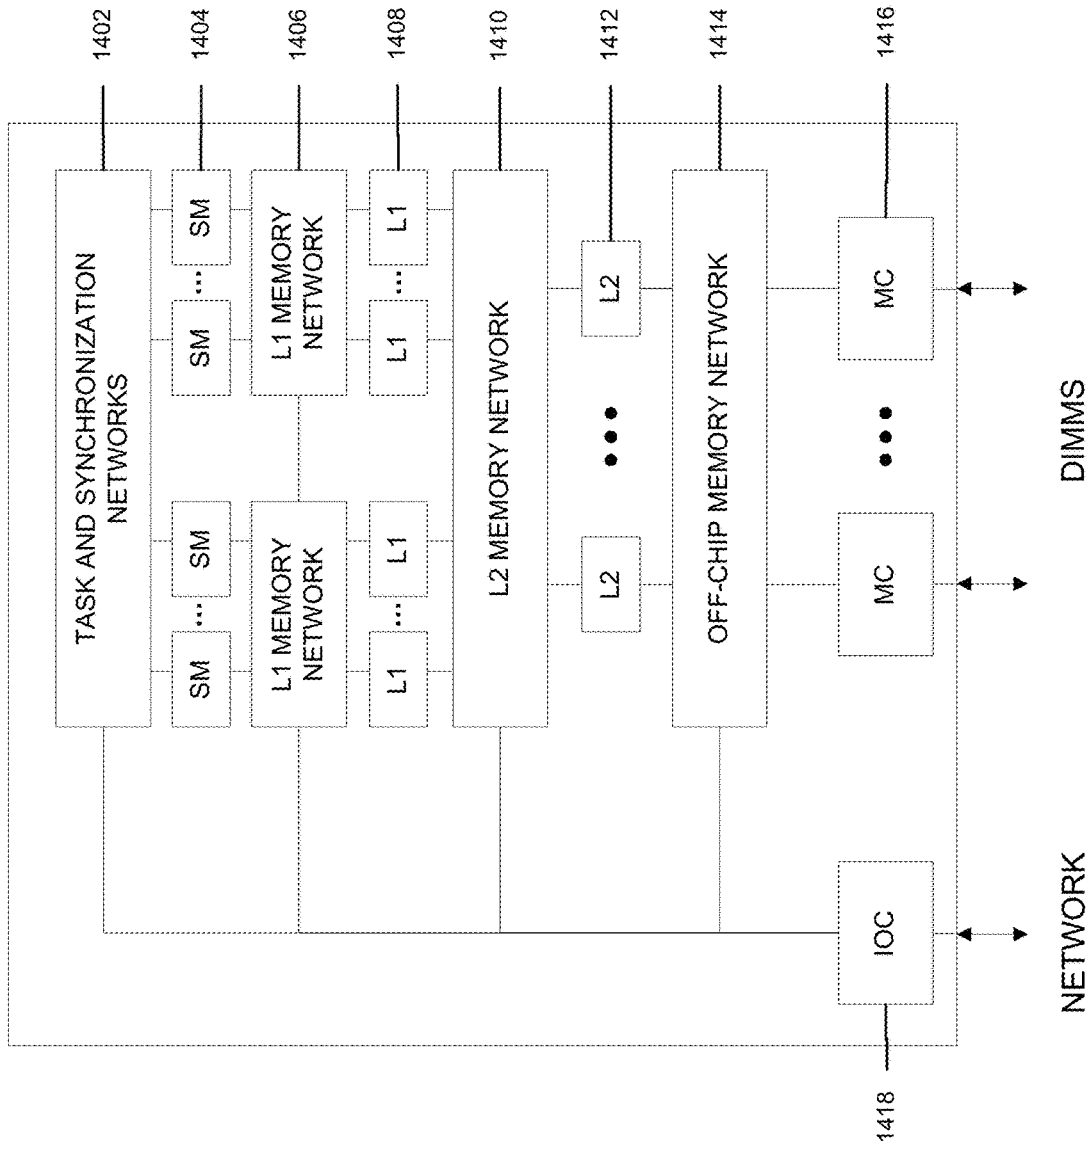 1402
1404
1406
1408
1410
1412
1414
1416
TASK AND SYNCHRONIZATION
NETWORKS
SM
...
SM
SM
...
SM
L1 MEMORY
NETWORK
L1 MEMORY
NETWORK
L1
...
L1
L1
...
L1
L2 MEMORY NETWORK
L2
L2
OFF-CHIP MEMORY NETWORK
IOC
MC
MC
1418
NETWORK
DIMMS